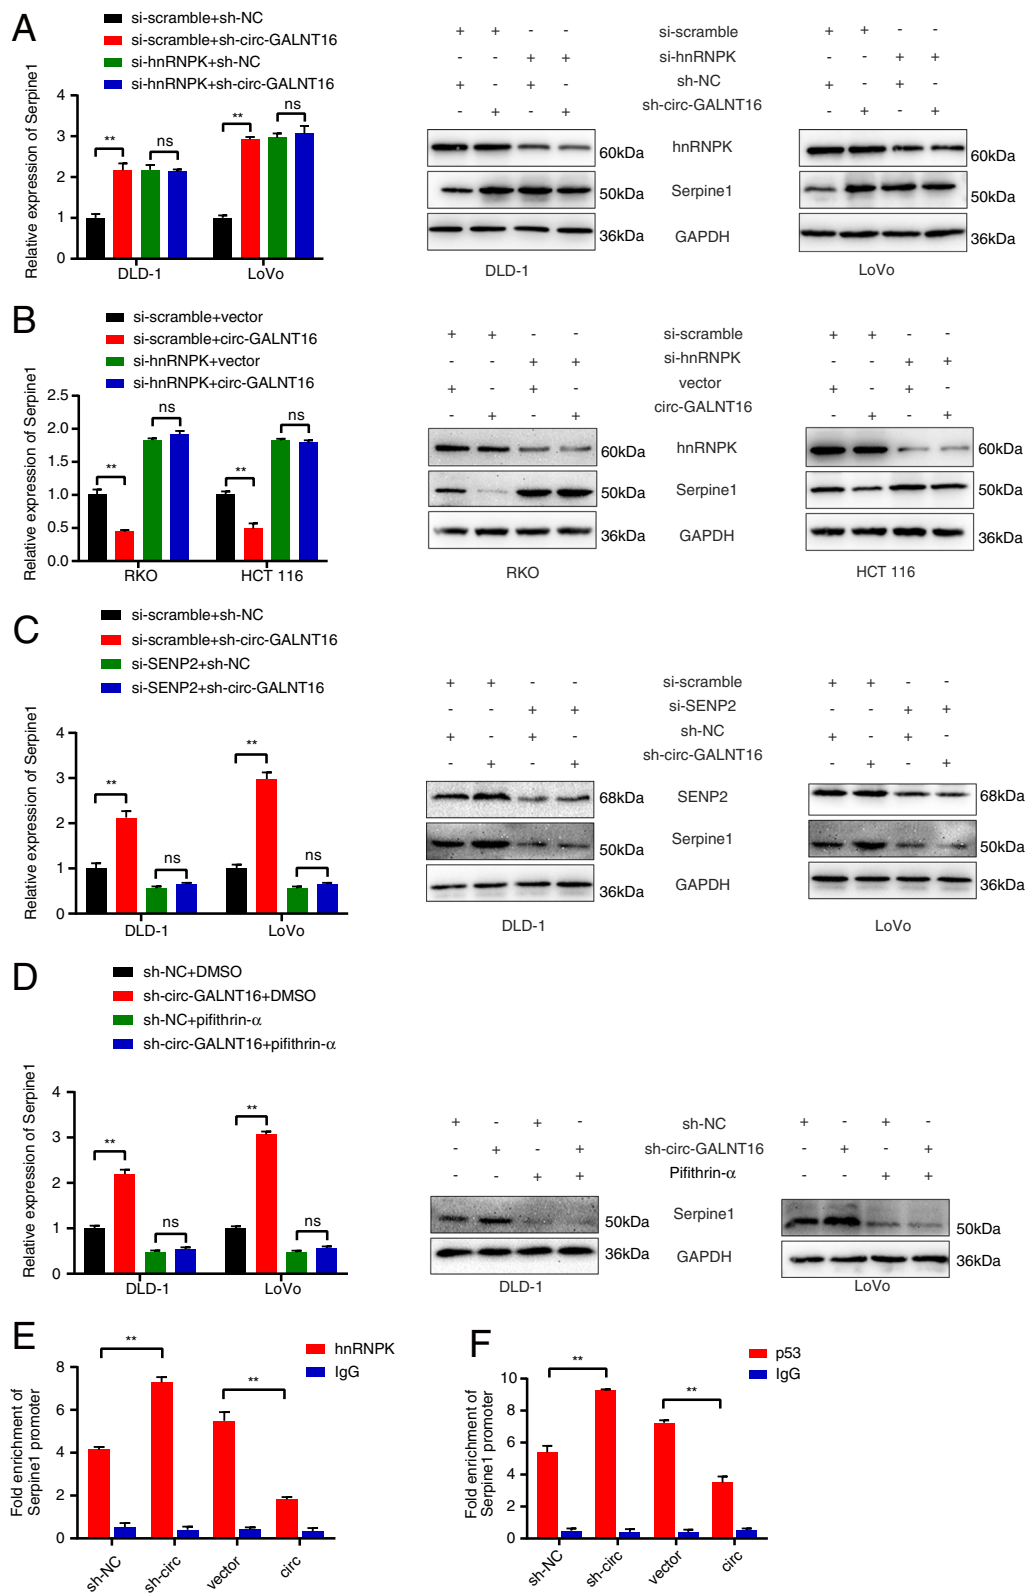 A
si-scramble+sh-NC
si-scramble+sh-circ-GALNT16
si-hnRNPK+sh-NC
si-hnRNPK+sh-circ-GALNT16
Relative expression of Serpine1
4
3
2
1
0
** ns ** ns
DLD-1 LoVo
+ + - - si-scramble + + - -
- - + + si-hnRNPK - - + +
+ - + - sh-NC + - + -
- + - + sh-circ-GALNT16 - + - +
60kDa hnRNPK 60kDa
50kDa Serpine1 50kDa
36kDa GAPDH 36kDa
DLD-1 LoVo
B
si-scramble+vector
si-scramble+circ-GALNT16
si-hnRNPK+vector
si-hnRNPK+circ-GALNT16
Relative expression of Serpine1
2.5
2.0
1.5
1.0
0.5
0.0
** ns ** ns
RKO HCT 116
+ + - - si-scramble + + - -
- - + + si-hnRNPK - - + +
+ - + - vector + - + -
- + - + circ-GALNT16 - + - +
60kDa hnRNPK 60kDa
50kDa Serpine1 50kDa
36kDa GAPDH 36kDa
RKO HCT 116
C
si-scramble+sh-NC
si-scramble+sh-circ-GALNT16
si-SENP2+sh-NC
si-SENP2+sh-circ-GALNT16
Relative expression of Serpine1
4
3
2
1
0
** ns ** ns
DLD-1 LoVo
+ + - - si-scramble + + - -
- - + + si-SENP2 - - + +
+ - + - sh-NC + - + -
- + - + sh-circ-GALNT16 - + - +
68kDa SENP2 68kDa
50kDa Serpine1 50kDa
36kDa GAPDH 36kDa
DLD-1 LoVo
D
sh-NC+DMSO
sh-circ-GALNT16+DMSO
sh-NC+pifithrin-α
sh-circ-GALNT16+pifithrin-α
Relative expression of Serpine1
4
3
2
1
0
** ns ** ns
DLD-1 LoVo
+ - + - sh-NC + - + -
- + - + sh-circ-GALNT16 - + - +
- - + + Pifithrin-α - - + +
50kDa Serpine1 50kDa
36kDa GAPDH 36kDa
DLD-1 LoVo
E
hnRNPK
IgG
Fold enrichment of
Serpine1 promoter
8
6
4
2
0
** **
sh-NC sh-circ vector circ
F
p53
IgG
Fold enrichment of
Serpine1 promoter
10
8
6
4
2
0
** **
sh-NC sh-circ vector circ